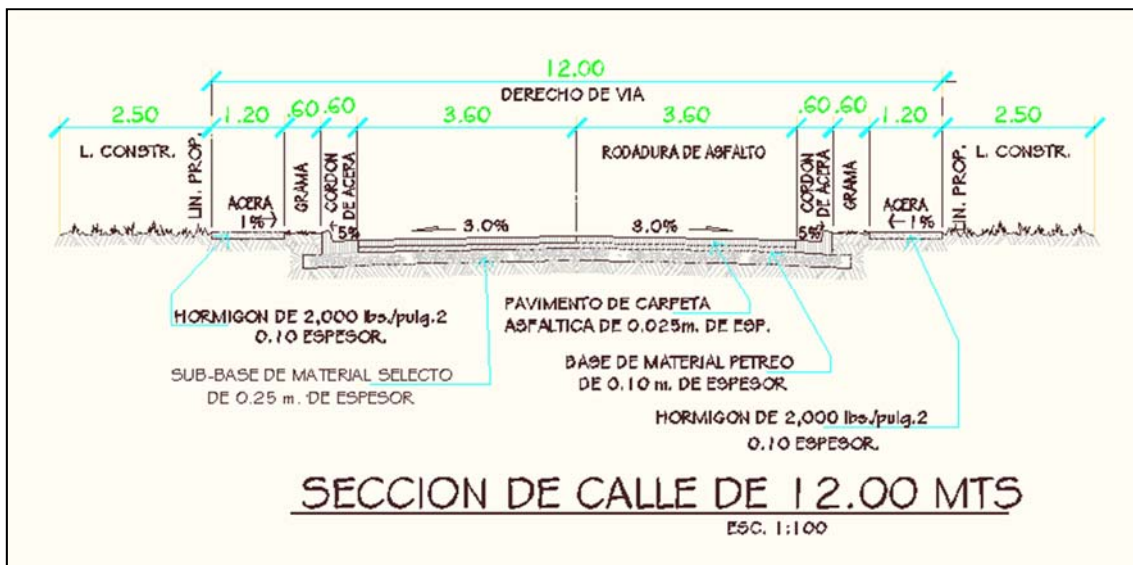 12.00
DERECHO DE VIA
2.50 1.20 .60 .60 3.60 3.60 .60 .60 1.20 2.50
L. CONSTR.
LIN. PROP.
ACERA
1%
GRAMA
CORDON
DE ACERA
5%
3.0%
RODADURA DE ASFALTO
3.0%
CORDON
DE ACERA
5%
GRAMA
ACERA
1%
LIN. PROP.
L. CONSTR.
HORMIGON DE 2,000 lbs./pulg.2
0.10 ESPESOR.
SUB-BASE DE MATERIAL SELECTO
DE 0.25 m. DE ESPESOR
PAVIMENTO DE CARPETA
ASFALTICA DE 0.025m. DE ESP.
BASE DE MATERIAL PETREO
DE 0.10 m. DE ESPESOR
HORMIGON DE 2,000 lbs./pulg.2
0.10 ESPESOR.
SECCION DE CALLE DE 12.00 MTS
ESC. 1:100